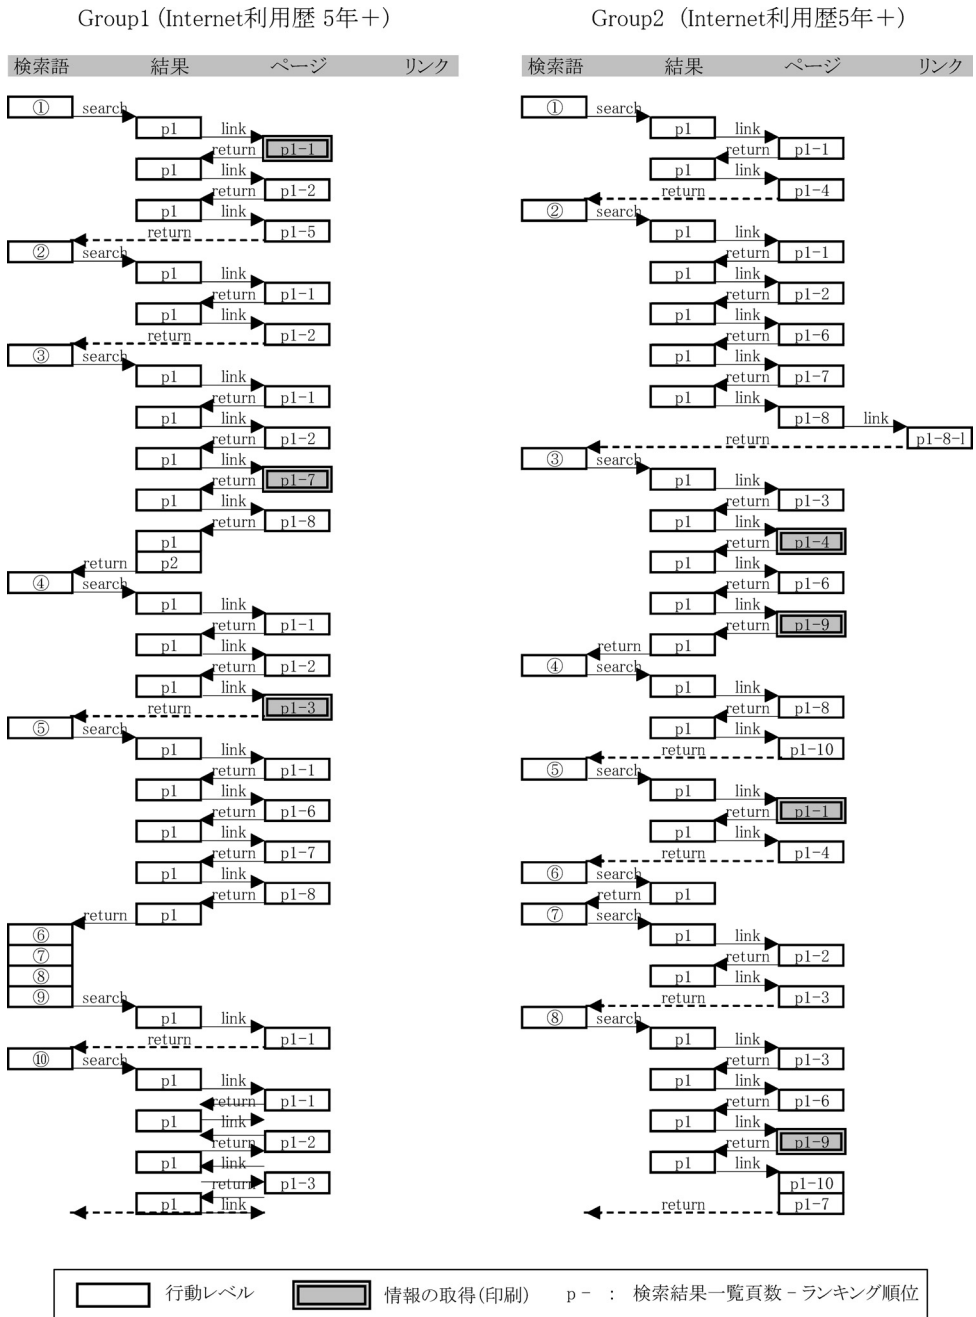 Group1 (Internet利用歴 5年+)
検索語 結果 ページ リンク
① search
p1 link
return p1-1
p1 link
return p1-2
p1 link
return p1-5
② search
p1 link
return p1-1
p1 link
return p1-2
③ search
p1 link
return p1-1
p1 link
return p1-2
p1 link
return p1-7
p1 link
return p1-8
p1
return p2
④ search
p1 link
return p1-1
p1 link
return p1-2
p1 link
return p1-3
⑤ search
p1 link
return p1-1
p1 link
return p1-6
p1 link
return p1-7
p1 link
return p1-8
return p1
⑥
⑦
⑧
⑨ search
p1 link
return p1-1
⑩ search
p1 link
return p1-1
p1 link
return p1-2
p1 link
return p1-3
p1 link
Group2 (Internet利用歴5年+)
検索語 結果 ページ リンク
① search
p1 link
return p1-1
p1 link
return p1-4
② search
p1 link
return p1-1
p1 link
return p1-2
p1 link
return p1-6
p1 link
return p1-7
p1 link
p1-8 link
return p1-8-l
③ search
p1 link
return p1-3
p1 link
return p1-4
p1 link
return p1-6
p1 link
return p1-9
return p1
④ search
p1 link
return p1-8
p1 link
return p1-10
⑤ search
p1 link
return p1-1
p1 link
return p1-4
⑥ search
return p1
⑦ search
p1 link
return p1-2
p1 link
return p1-3
⑧ search
p1 link
return p1-3
p1 link
return p1-6
p1 link
return p1-9
p1 link
p1-10
return p1-7
行動レベル 情報の取得(印刷) p - : 検索結果一覧頁数 - ランキング順位